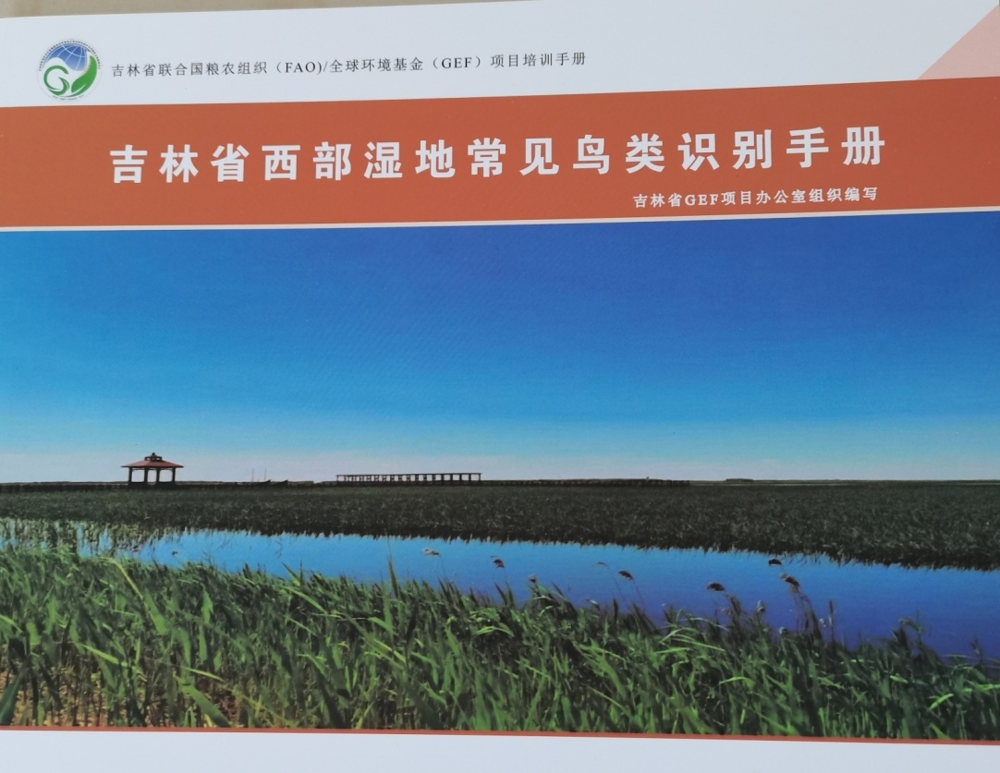 吉林省联合国粮农组织（FAO)/全球环境基金（GEF）项目培训手册
吉林省西部湿地常见鸟类识别手册
吉林省GEF项目办公室组织编写